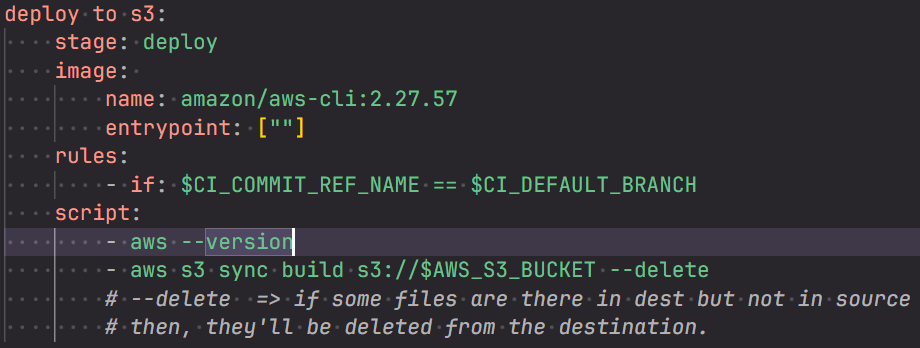 deploy to s3:
    stage: deploy
    image:
        name: amazon/aws-cli:2.27.57
        entrypoint: [""]
    rules:
        - if: $CI_COMMIT_REF_NAME == $CI_DEFAULT_BRANCH
    script:
        - aws --version
        - aws s3 sync build s3://$AWS_S3_BUCKET --delete
        # --delete  => if some files are there in dest but not in source
        # then, they'll be deleted from the destination.